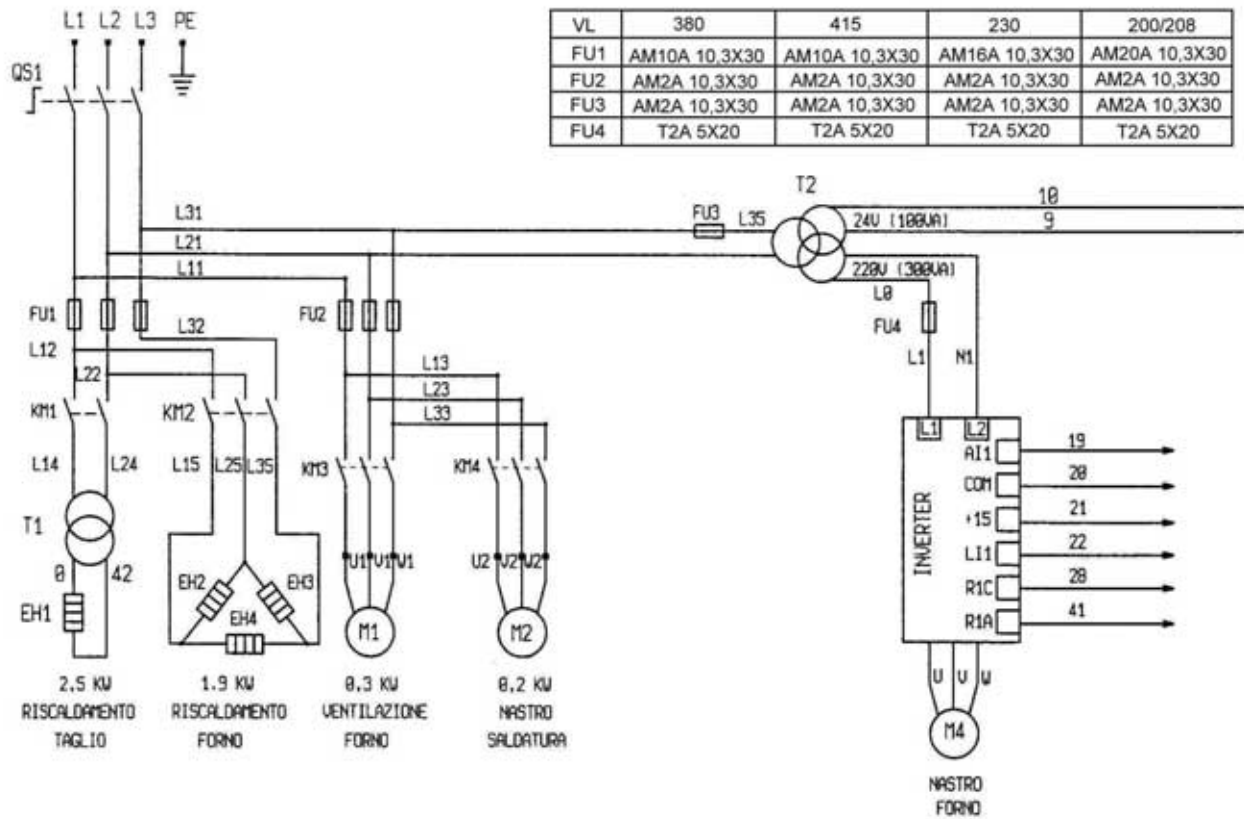 L1 L2 L3 PE
QS1
VL 380 415 230 200/208
FU1 AM10A 10,3X30 AM10A 10,3X30 AM16A 10,3X30 AM20A 10,3X30
FU2 AM2A 10,3X30 AM2A 10,3X30 AM2A 10,3X30 AM2A 10,3X30
FU3 AM2A 10,3X30 AM2A 10,3X30 AM2A 10,3X30 AM2A 10,3X30
FU4 T2A 5X20 T2A 5X20 T2A 5X20 T2A 5X20
T2
L31 FU3 L35 24V (100VA) 10
9
L21
L11 220V (300VA)
L0
FU1 FU2 FU4
L32
L12 L1 N1
L22 L13
L23
L33
KM1 KM2 KM3 KM4
L14 L24 L15 L25 L35
T1
0 42
EH1 EH2 EH3 EH4
U1 V1 W1 U2 V2 W2
M1 M2
L1 L2
INVERTER
AI1 19
COM 20
+15 21
LI1 22
R1C 28
R1A 41
U V W
M4
2.5 KW 1.9 KW 0.3 KW 0.2 KW
RISCALDAMENTO RISCALDAMENTO VENTILAZIONE NASTRO
TAGLIO FORNO FORNO SALDATURA
NASTRO
FORNO